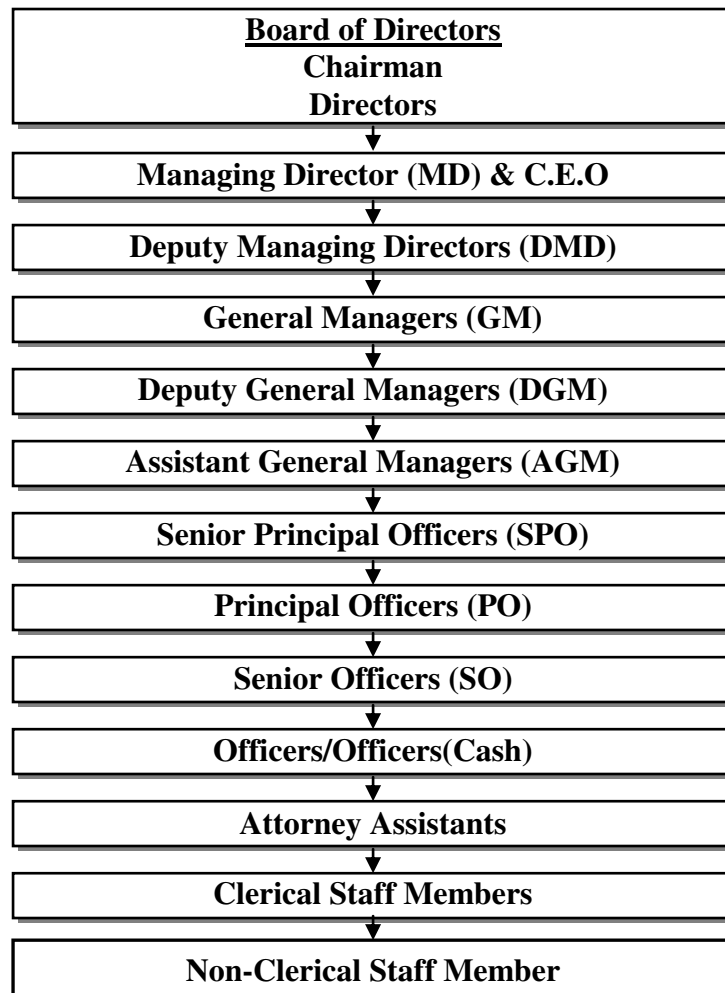 Board of Directors
Chairman
Directors
Managing Director (MD) & C.E.O
Deputy Managing Directors (DMD)
General Managers (GM)
Deputy General Managers (DGM)
Assistant General Managers (AGM)
Senior Principal Officers (SPO)
Principal Officers (PO)
Senior Officers (SO)
Officers/Officers(Cash)
Attorney Assistants
Clerical Staff Members
Non-Clerical Staff Member